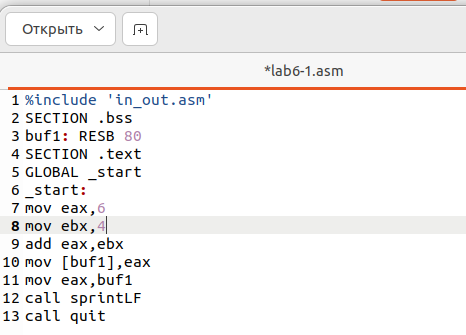 Открыть
*lab6-1.asm
1 %include 'in_out.asm'
2 SECTION .bss
3 buf1: RESB 80
4 SECTION .text
5 GLOBAL _start
6 _start:
7 mov eax,6
8 mov ebx,4
9 add eax,ebx
10 mov [buf1],eax
11 mov eax,buf1
12 call sprintLF
13 call quit